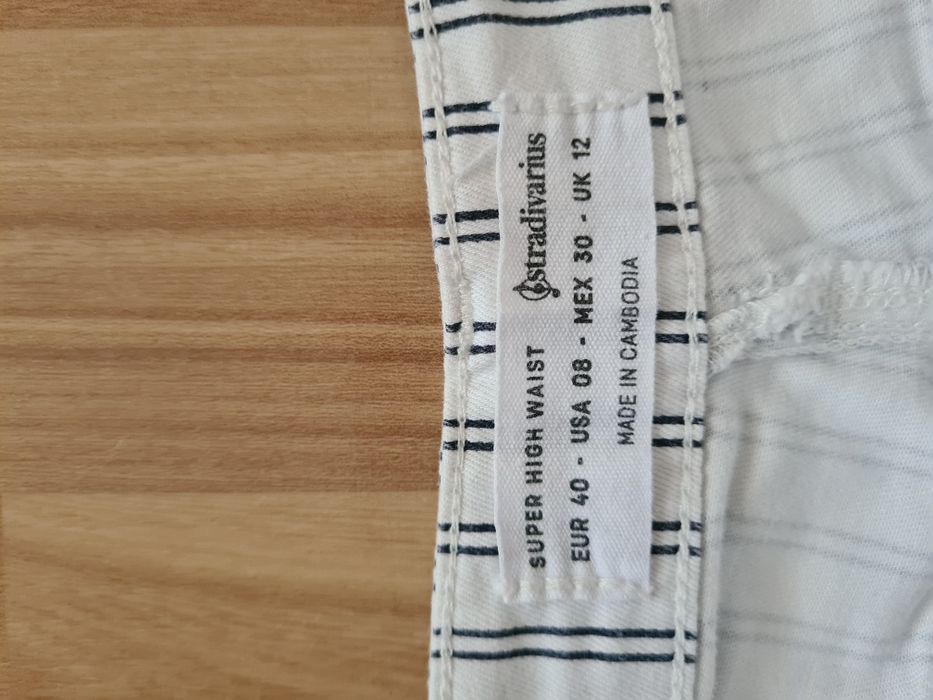 SUPER HIGH WAIST stradivarius
EUR 40 - USA 08 - MEX 30 - UK 12
MADE IN CAMBODIA